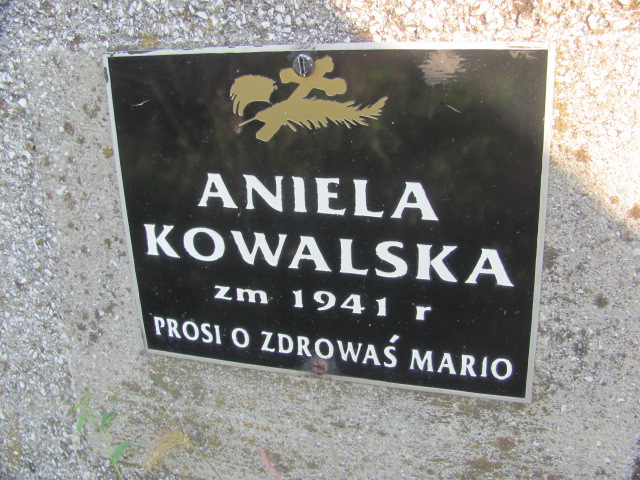 ANIELA
KOWALSKA
zm 1941 r
PROSI O ZDROWAŚ MARIO